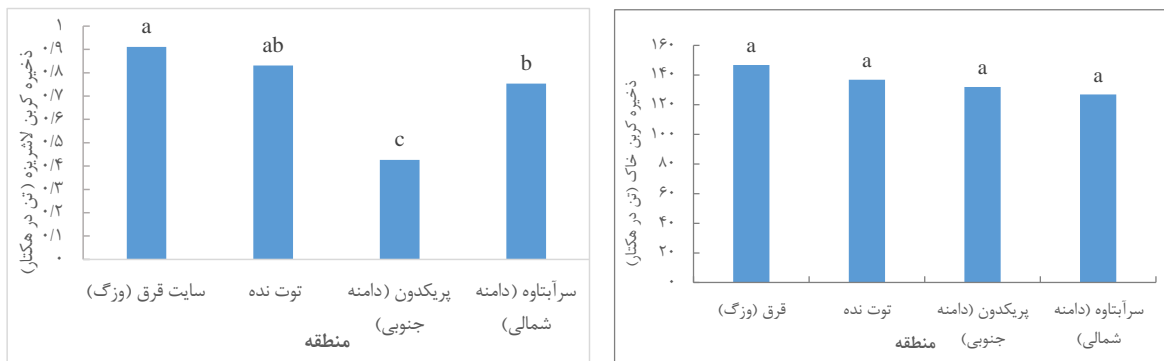 ذخیره کربن لاشریزه (تن در هکتار)
۱
۰/۹
۰/۸
۰/۷
۰/۶
۰/۵
۰/۴
۰/۳
۰/۲
۰/۱
۰
a
ab
c
b
سایت قرق (وزگ)
توت نده
پریکدون (دامنه
جنوبی)
سرآبتاوه (دامنه
شمالی)
منطقه
ذخیره کربن خاک (تن در هکتار)
۱۶۰
۱۴۰
۱۲۰
۱۰۰
۸۰
۶۰
۴۰
۲۰
۰
a
a
a
a
قرق (وزگ)
توت نده
پریکدون (دامنه
جنوبی)
سرآبتاوه (دامنه
شمالی)
منطقه